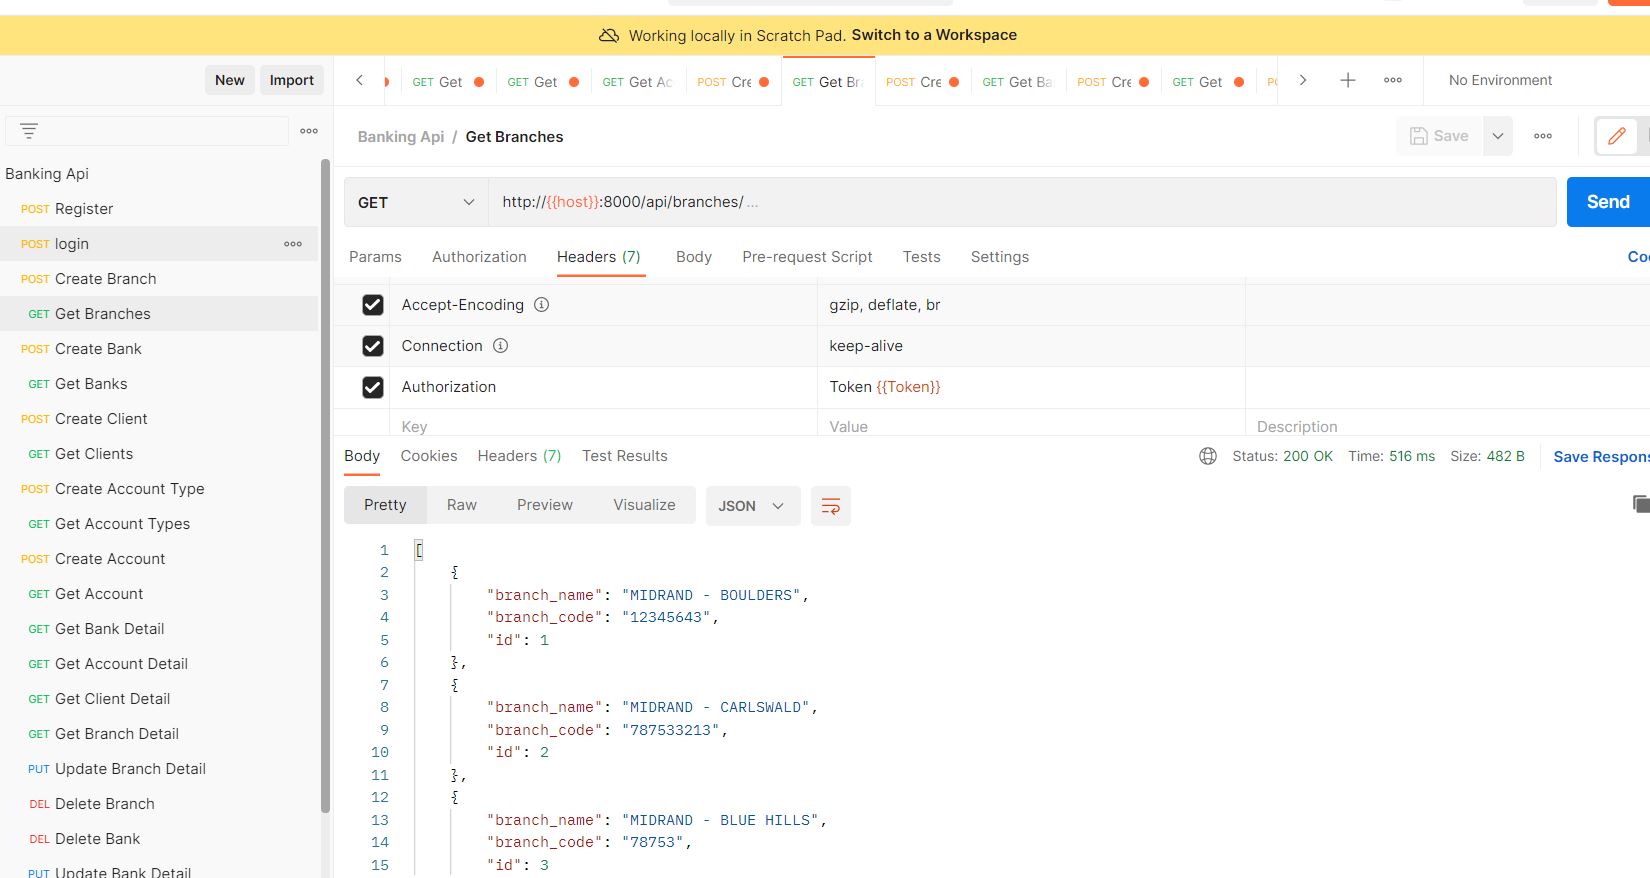 Working locally in Scratch Pad. Switch to a Workspace
New Import
GET Get GET Get GET Get Ac POST Cre GET Get Br POST Cre GET Get Ba POST Cre GET Get No Environment
Banking Api / Get Branches Save
Banking Api
POST Register
POST login
POST Create Branch
GET Get Branches
POST Create Bank
GET Get Banks
POST Create Client
GET Get Clients
POST Create Account Type
GET Get Account Types
POST Create Account
GET Get Account
GET Get Bank Detail
GET Get Account Detail
GET Get Client Detail
GET Get Branch Detail
PUT Update Branch Detail
DEL Delete Branch
DEL Delete Bank
PUT Update Bank Detail
GET http://{{host}}:8000/api/branches/ ... Send
Params Authorization Headers (7) Body Pre-request Script Tests Settings
Accept-Encoding gzip, deflate, br
Connection keep-alive
Authorization Token {{Token}}
Key Value Description
Body Cookies Headers (7) Test Results Status: 200 OK Time: 516 ms Size: 482 B Save Respons
Pretty Raw Preview Visualize JSON
1 [
2 {
3 "branch_name": "MIDRAND - BOULDERS",
4 "branch_code": "12345643",
5 "id": 1
6 },
7 {
8 "branch_name": "MIDRAND - CARLSWALD",
9 "branch_code": "787533213",
10 "id": 2
11 },
12 {
13 "branch_name": "MIDRAND - BLUE HILLS",
14 "branch_code": "78753",
15 "id": 3